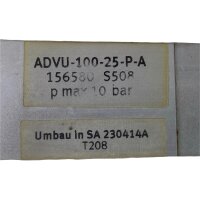 ADVU-100-25-P-A
156580 S508
p max 10 bar
Umbau in SA 230414A
T208